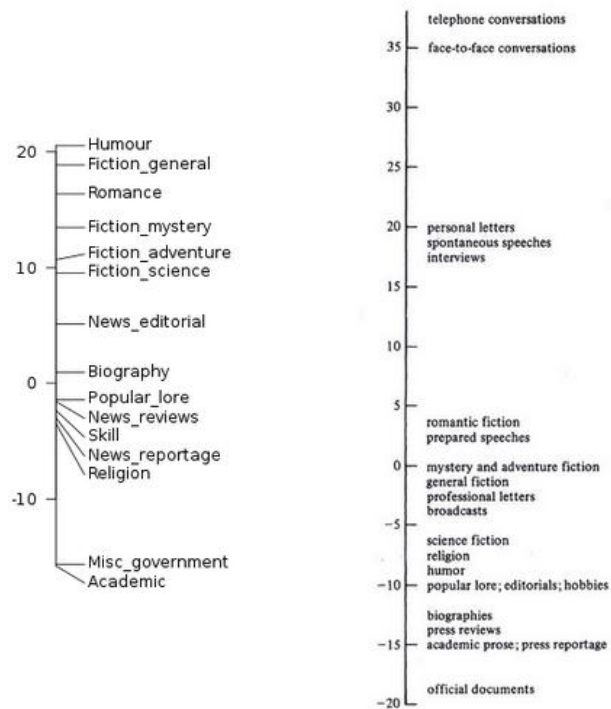 20
10
0
-10
Humour
Fiction_general
Romance
Fiction_mystery
Fiction_adventure
Fiction_science
News_editorial
Biography
Popular_lore
News_reviews
Skill
News_reportage
Religion
Misc_government
Academic
35
30
25
20
15
10
5
0
−5
−10
−15
−20
telephone conversations
face-to-face conversations
personal letters
spontaneous speeches
interviews
romantic fiction
prepared speeches
mystery and adventure fiction
general fiction
professional letters
broadcasts
science fiction
religion
humor
popular lore; editorials; hobbies
biographies
press reviews
academic prose; press reportage
official documents